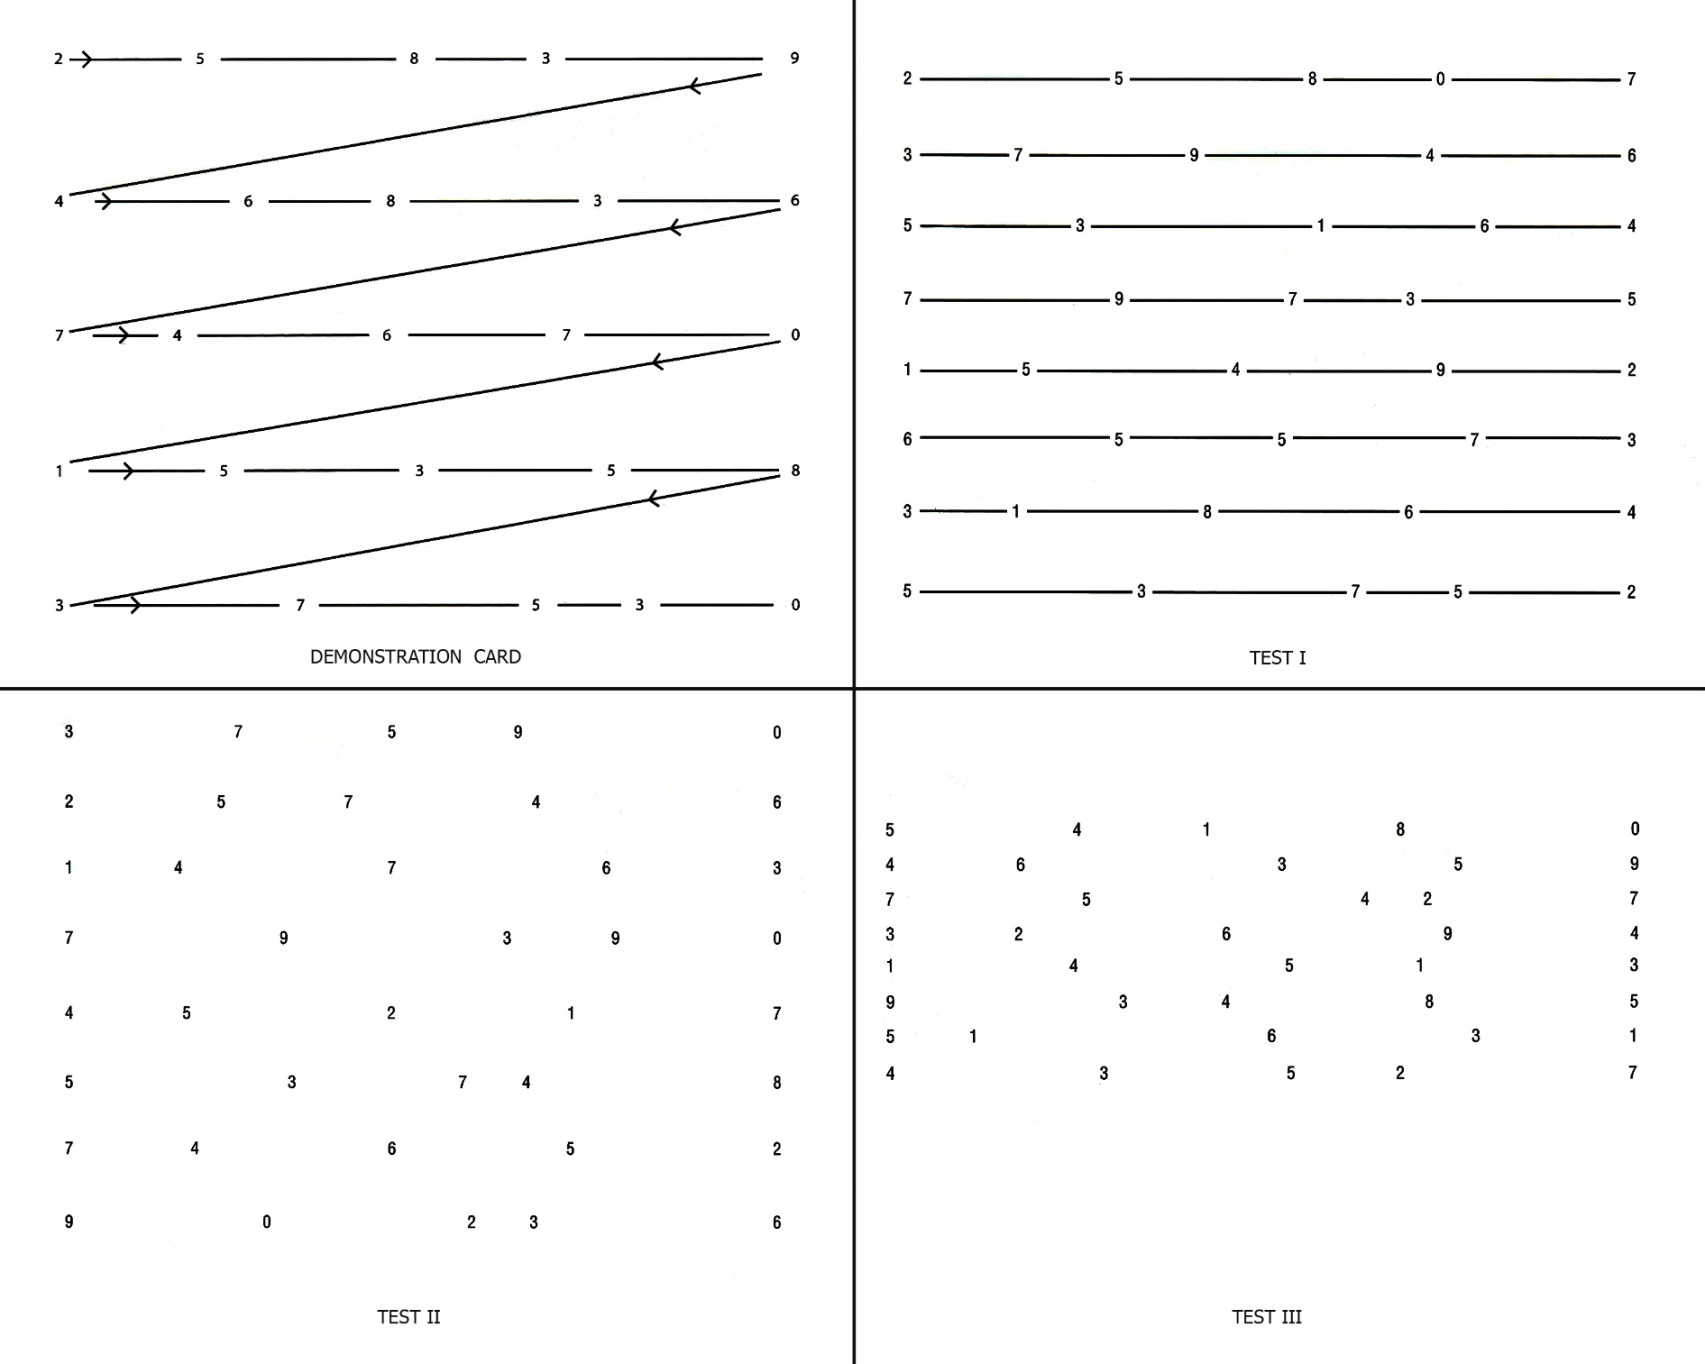 2 5 8 3 9
4 6 8 3 6
7 4 6 7 0
1 5 3 5 8
3 7 5 3 0
DEMONSTRATION CARD
2 5 8 0 7
3 7 9 4 6
5 3 1 6 4
7 9 7 3 5
1 5 4 9 2
6 5 5 7 3
3 1 8 6 4
5 3 7 5 2
TEST I
3 7 5 9 0
2 5 7 4 6
1 4 7 6 3
7 9 3 9 0
4 5 2 1 7
5 3 7 4 8
7 4 6 5 2
9 0 2 3 6
TEST II
5 4 1 8 0
4 6 3 5 9
7 5 4 2 7
3 2 6 9 4
1 4 5 1 3
9 3 4 8 5
5 1 6 3 1
4 3 5 2 7
TEST III